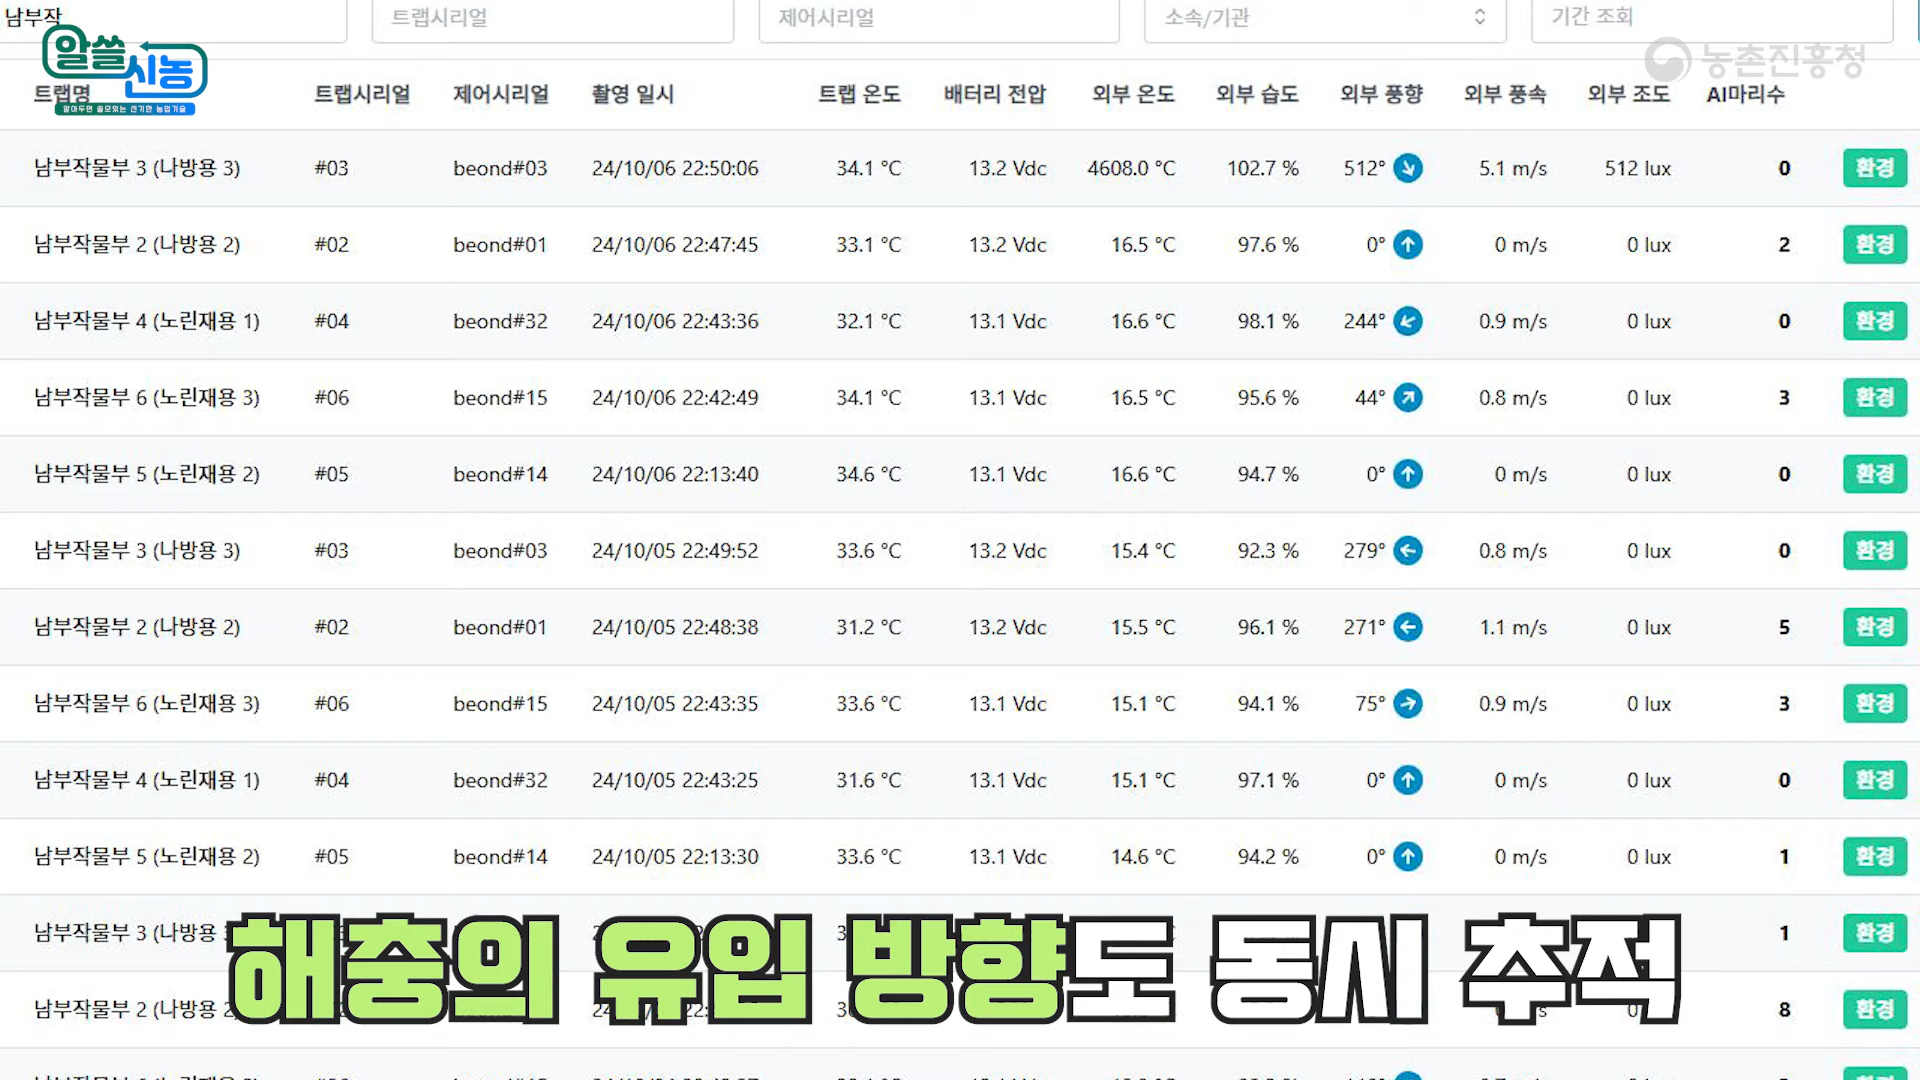 남부작 트랩시리얼 제어시리얼 소속/기관 기간 조회
알쓸신농
알아두면 쓸모있는 신기한 농업기술
농촌진흥청
트랩명 트랩시리얼 제어시리얼 촬영 일시 트랩 온도 배터리 전압 외부 온도 외부 습도 외부 풍향 외부 풍속 외부 조도 AI마리수
남부작물부 3 (나방용 3) #03 beond#03 24/10/06 22:50:06 34.1 °C 13.2 Vdc 4608.0 °C 102.7 % 512° 5.1 m/s 512 lux 0 환경
남부작물부 2 (나방용 2) #02 beond#01 24/10/06 22:47:45 33.1 °C 13.2 Vdc 16.5 °C 97.6 % 0° 0 m/s 0 lux 2 환경
남부작물부 4 (노린재용 1) #04 beond#32 24/10/06 22:43:36 32.1 °C 13.1 Vdc 16.6 °C 98.1 % 244° 0.9 m/s 0 lux 0 환경
남부작물부 6 (노린재용 3) #06 beond#15 24/10/06 22:42:49 34.1 °C 13.1 Vdc 16.5 °C 95.6 % 44° 0.8 m/s 0 lux 3 환경
남부작물부 5 (노린재용 2) #05 beond#14 24/10/06 22:13:40 34.6 °C 13.1 Vdc 16.6 °C 94.7 % 0° 0 m/s 0 lux 0 환경
남부작물부 3 (나방용 3) #03 beond#03 24/10/05 22:49:52 33.6 °C 13.2 Vdc 15.4 °C 92.3 % 279° 0.8 m/s 0 lux 0 환경
남부작물부 2 (나방용 2) #02 beond#01 24/10/05 22:48:38 31.2 °C 13.2 Vdc 15.5 °C 96.1 % 271° 1.1 m/s 0 lux 5 환경
남부작물부 6 (노린재용 3) #06 beond#15 24/10/05 22:43:35 33.6 °C 13.1 Vdc 15.1 °C 94.1 % 75° 0.9 m/s 0 lux 3 환경
남부작물부 4 (노린재용 1) #04 beond#32 24/10/05 22:43:25 31.6 °C 13.1 Vdc 15.1 °C 97.1 % 0° 0 m/s 0 lux 0 환경
남부작물부 5 (노린재용 2) #05 beond#14 24/10/05 22:13:30 33.6 °C 13.1 Vdc 14.6 °C 94.2 % 0° 0 m/s 0 lux 1 환경
남부작물부 3 (나방용 1 환경
해충의 유입 방향도 동시 추적
남부작물부 2 (나방용 8 환경